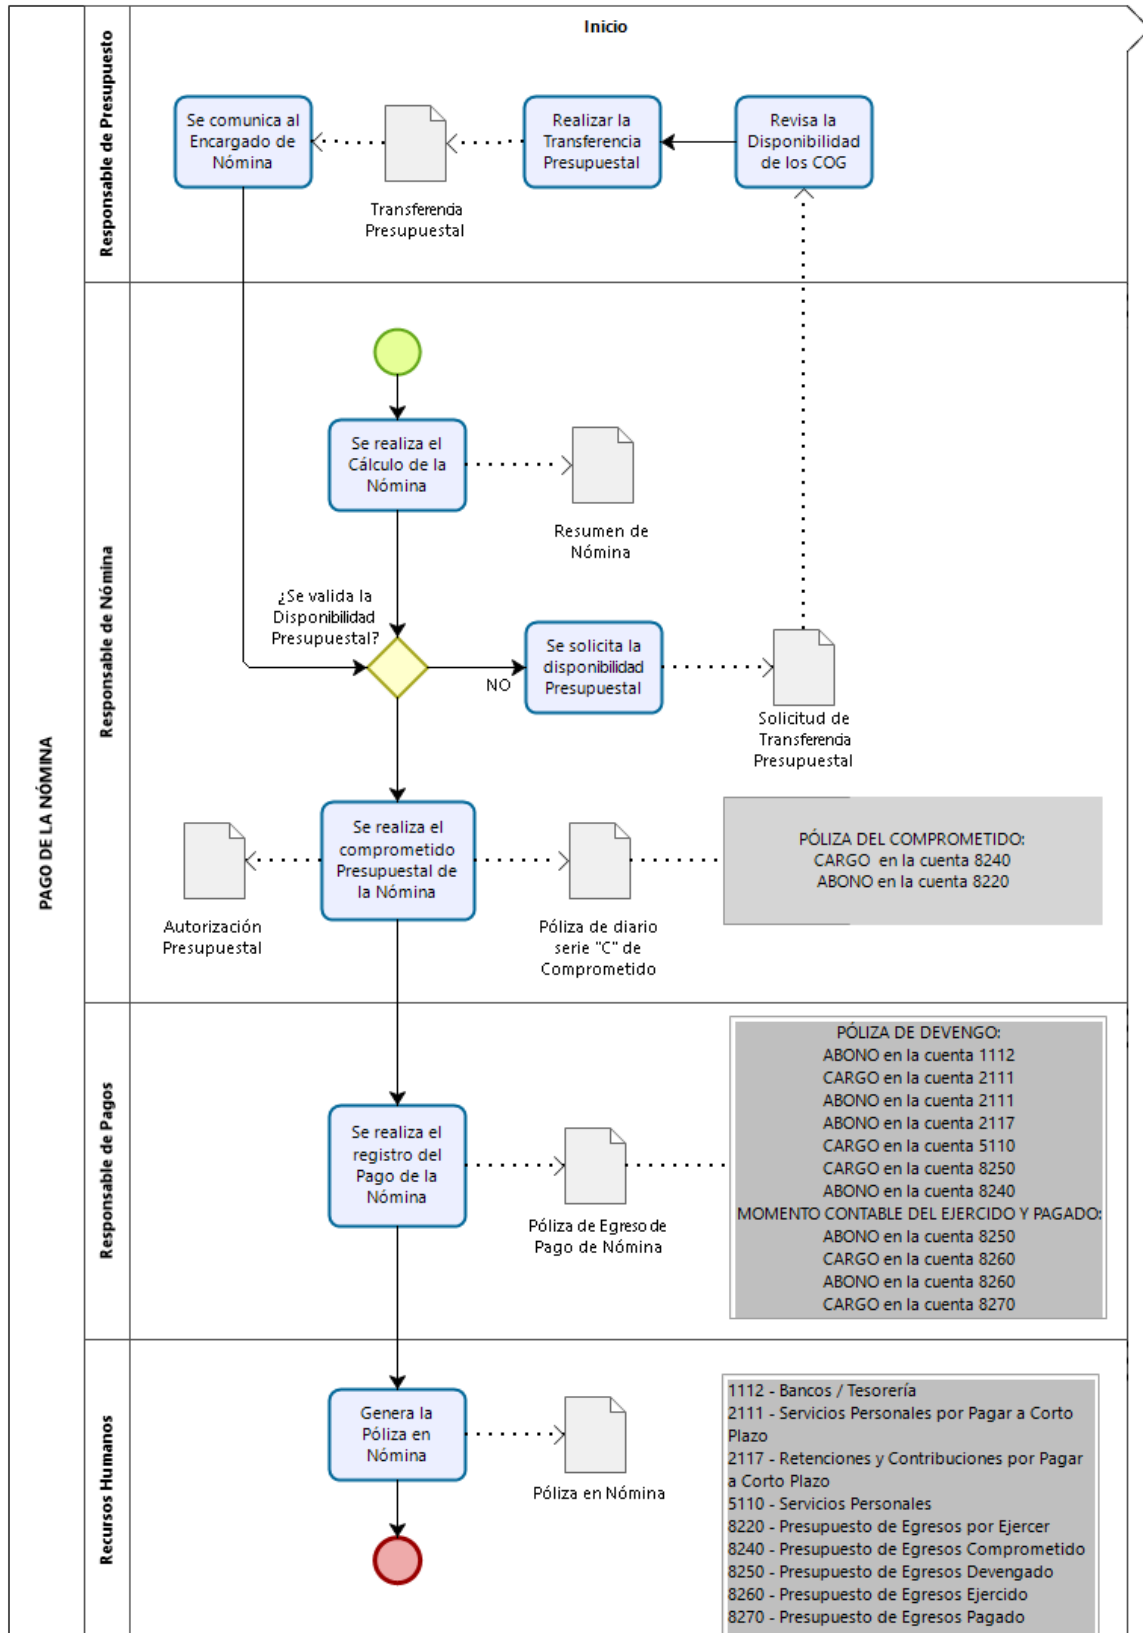 PAGO DE LA NÓMINA
Inicio
Responsable de Presupuesto
Se comunica al
Encargado de
Nómina
Transferencia
Presupuestal
Realizar la
Transferencia
Presupuestal
Revisa la
Disponibilidad
de los COG
Responsable de Nómina
Se realiza el
Cálculo de la
Nómina
Resumen de
Nómina
¿Se valida la
Disponibilidad
Presupuestal?
NO
Se solicita la
disponibilidad
Presupuestal
Solicitud de
Transferencia
Presupuestal
Se realiza el
comprometido
Presupuestal de
la Nómina
Autorización
Presupuestal
Póliza de diario
serie "C" de
Comprometido
PÓLIZA DEL COMPROMETIDO:
CARGO en la cuenta 8240
ABONO en la cuenta 8220
Responsable de Pagos
Se realiza el
registro del
Pago de la
Nómina
Póliza de Egreso de
Pago de Nómina
PÓLIZA DE DEVENGO:
ABONO en la cuenta 1112
CARGO en la cuenta 2111
ABONO en la cuenta 2111
ABONO en la cuenta 2117
CARGO en la cuenta 5110
CARGO en la cuenta 8250
ABONO en la cuenta 8240
MOMENTO CONTABLE DEL EJERCIDO Y PAGADO:
ABONO en la cuenta 8250
CARGO en la cuenta 8260
ABONO en la cuenta 8260
CARGO en la cuenta 8270
Recursos Humanos
Genera la
Póliza en
Nómina
Póliza en Nómina
1112 - Bancos / Tesorería
2111 - Servicios Personales por Pagar a Corto
Plazo
2117 - Retenciones y Contribuciones por Pagar
a Corto Plazo
5110 - Servicios Personales
8220 - Presupuesto de Egresos por Ejercer
8240 - Presupuesto de Egresos Comprometido
8250 - Presupuesto de Egresos Devengado
8260 - Presupuesto de Egresos Ejercido
8270 - Presupuesto de Egresos Pagado